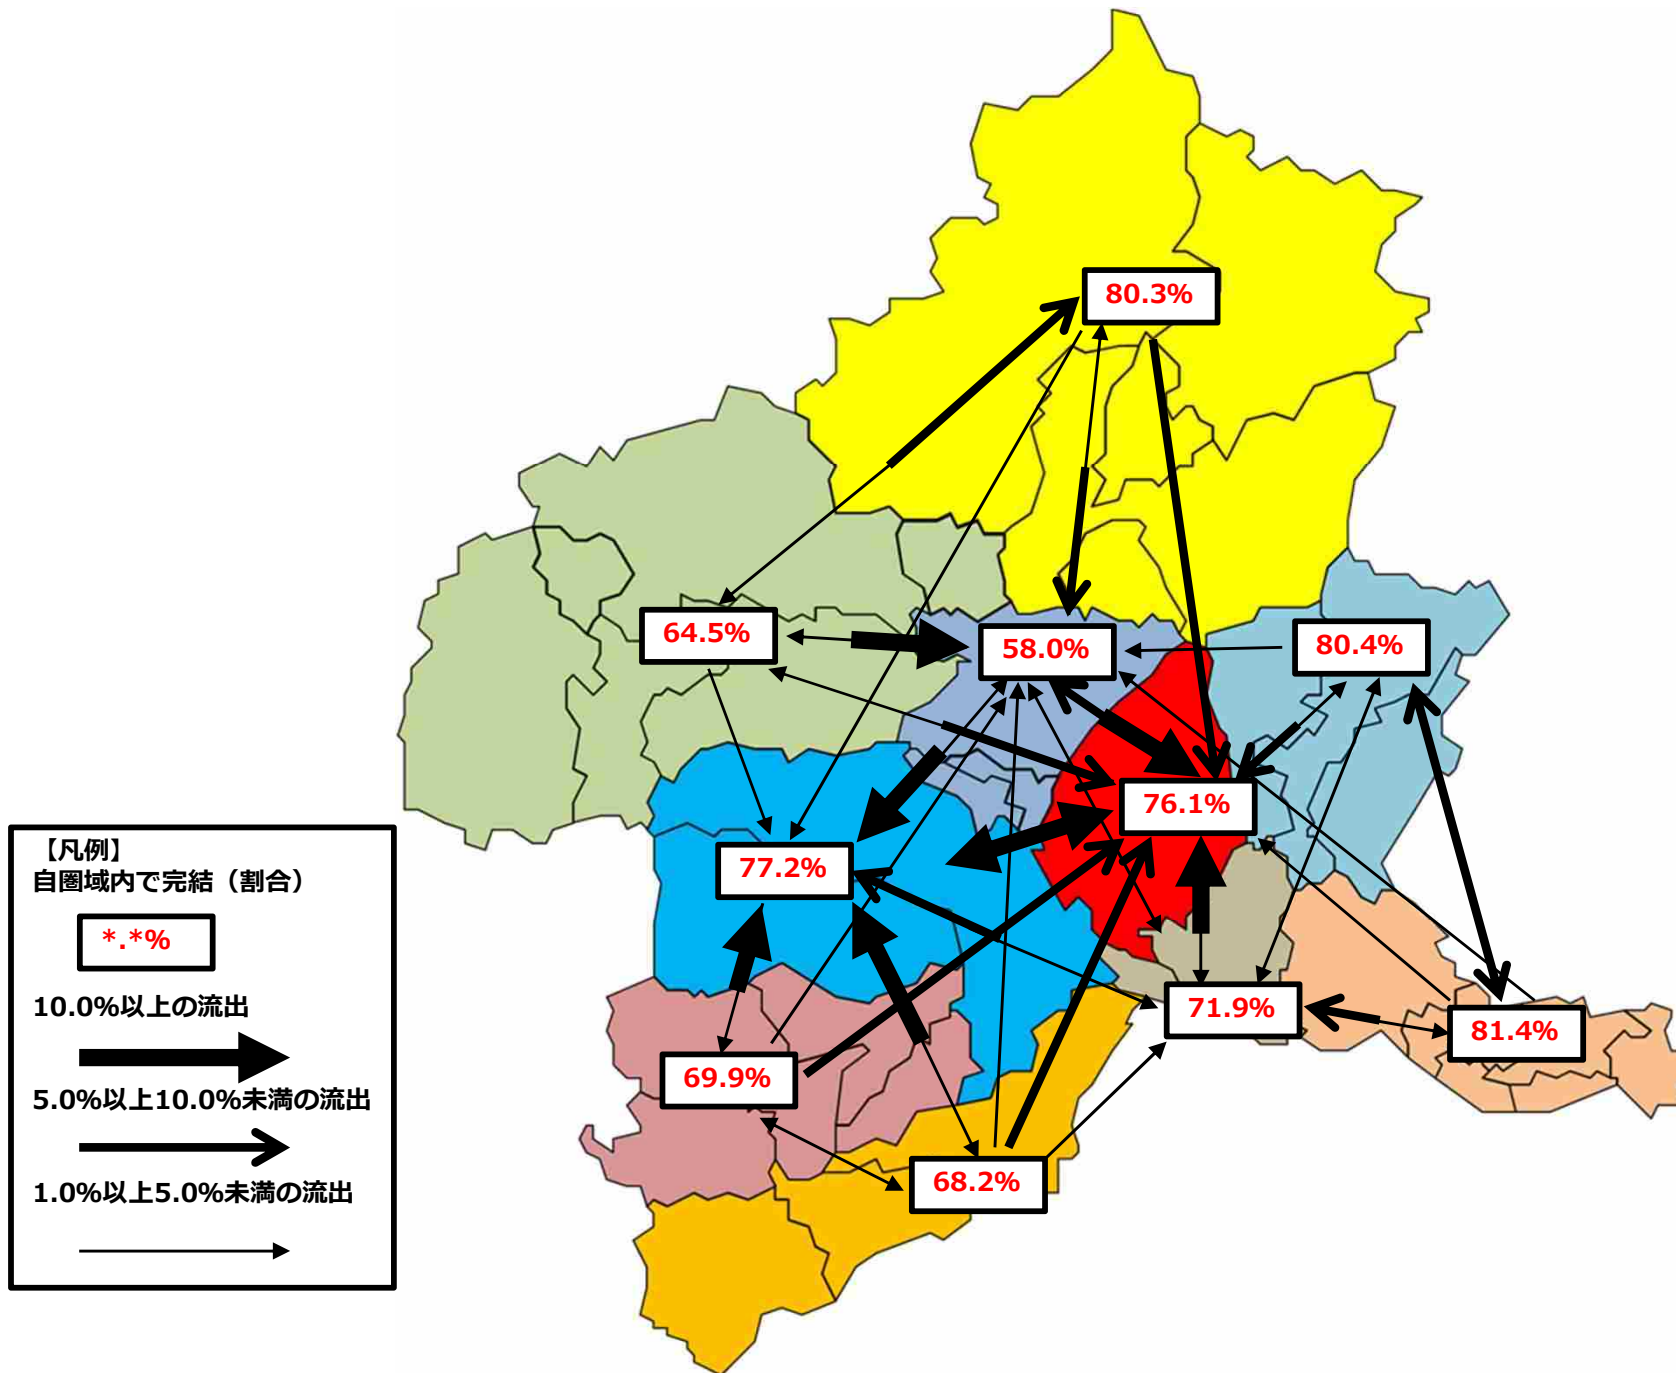 80.3%
64.5%
58.0%
80.4%
76.1%
77.2%
71.9%
81.4%
69.9%
68.2%
【凡例】
自圏域内で完結（割合）
*.*%
10.0%以上の流出
5.0%以上10.0%未満の流出
1.0%以上5.0%未満の流出